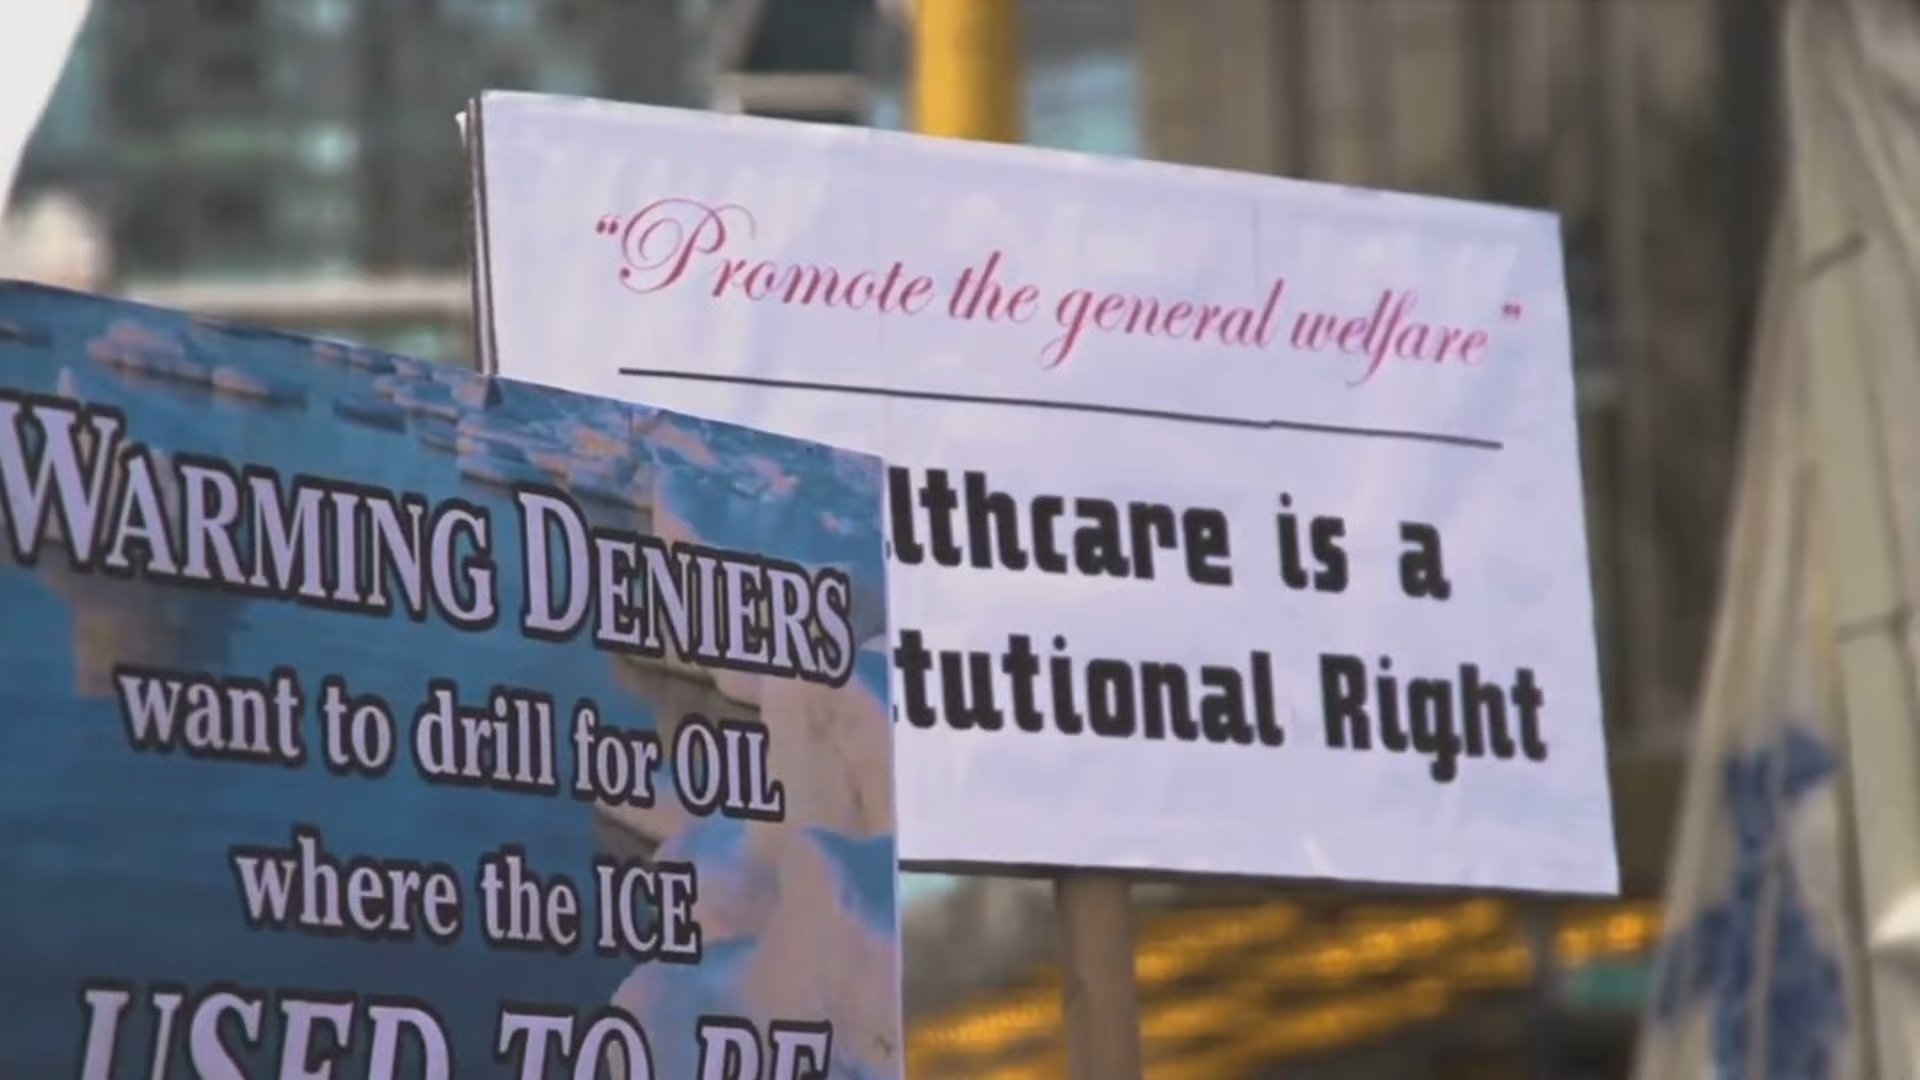 “Promote the general welfare”
lthcare is a
tutional Right
WARMING DENIERS
want to drill for OIL
where the ICE
USED TO BE